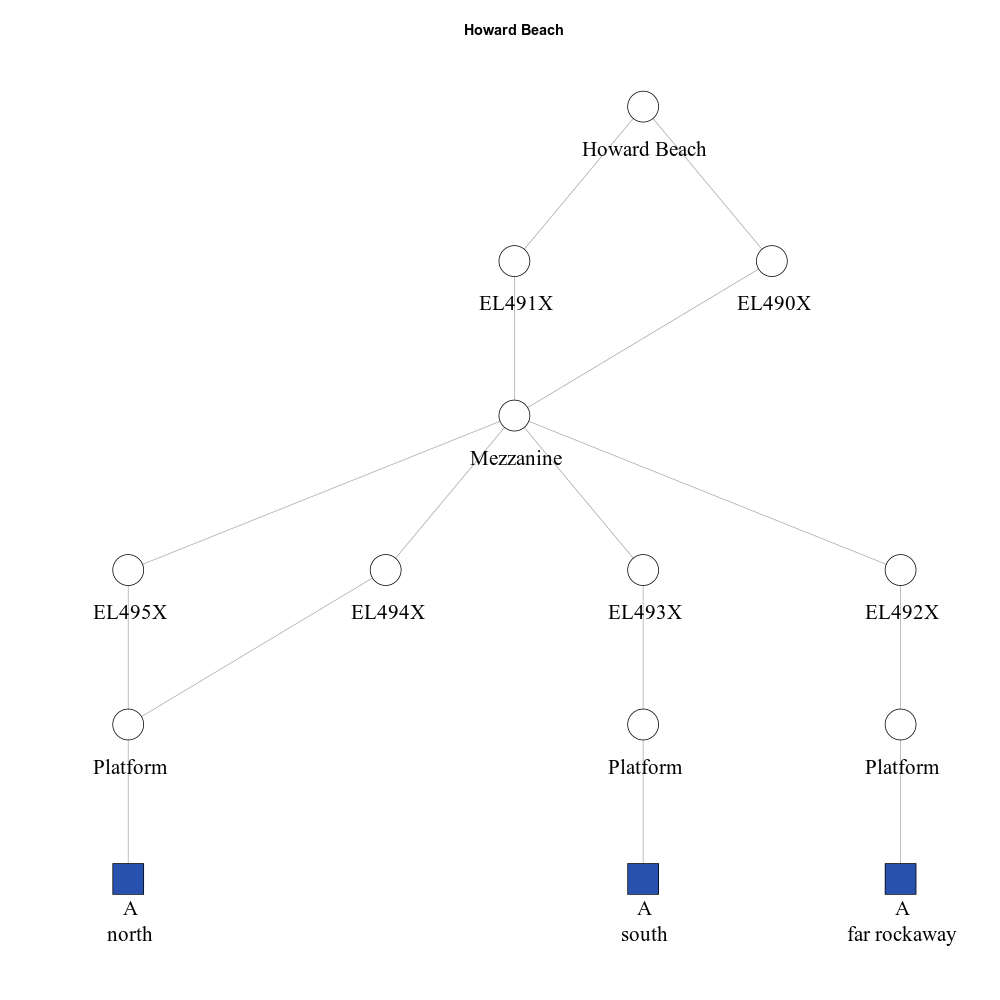 Howard Beach
Howard Beach
EL491X
EL490X
Mezzanine
EL495X
EL494X
EL493X
EL492X
Platform
Platform
Platform
A
north
A
south
A
far rockaway